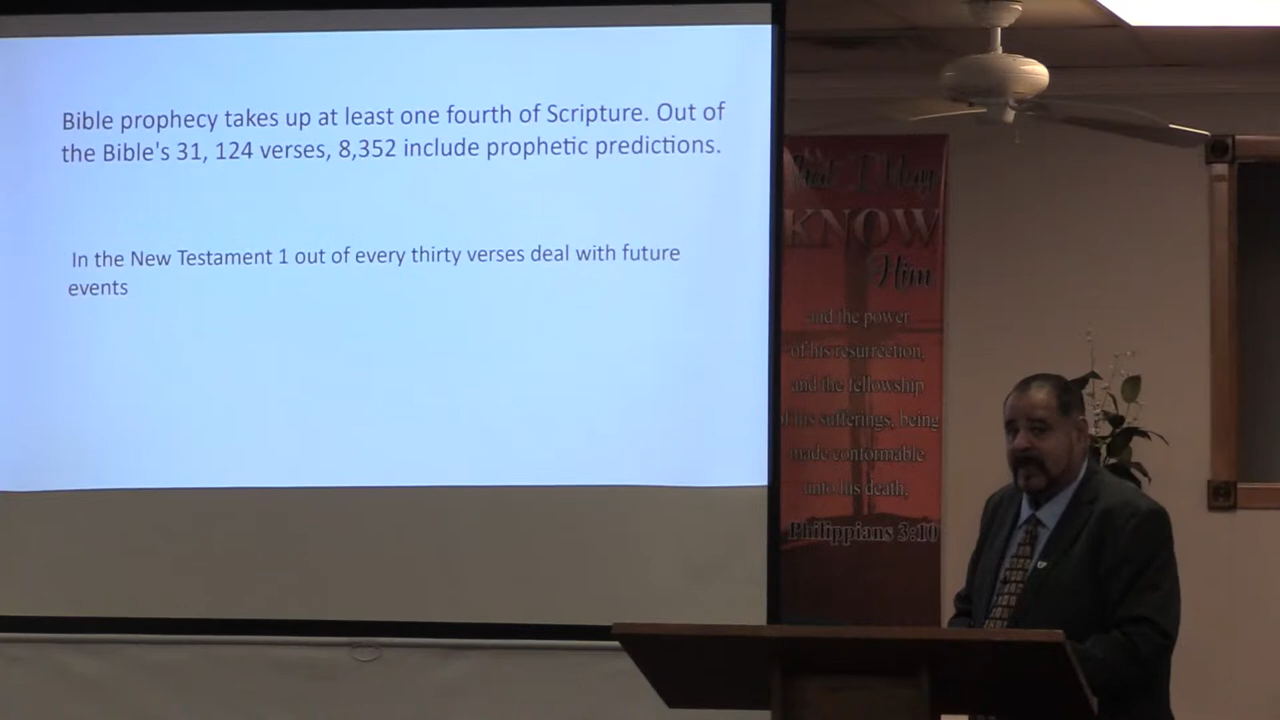 Bible prophecy takes up at least one fourth of Scripture. Out of
the Bible's 31, 124 verses, 8,352 include prophetic predictions.
In the New Testament 1 out of every thirty verses deal with future
events
That I May
KNOW
Him
and the power
of his resurrection,
and the fellowship
of his sufferings, being
made conformable
unto his death,
Philippians 3:10